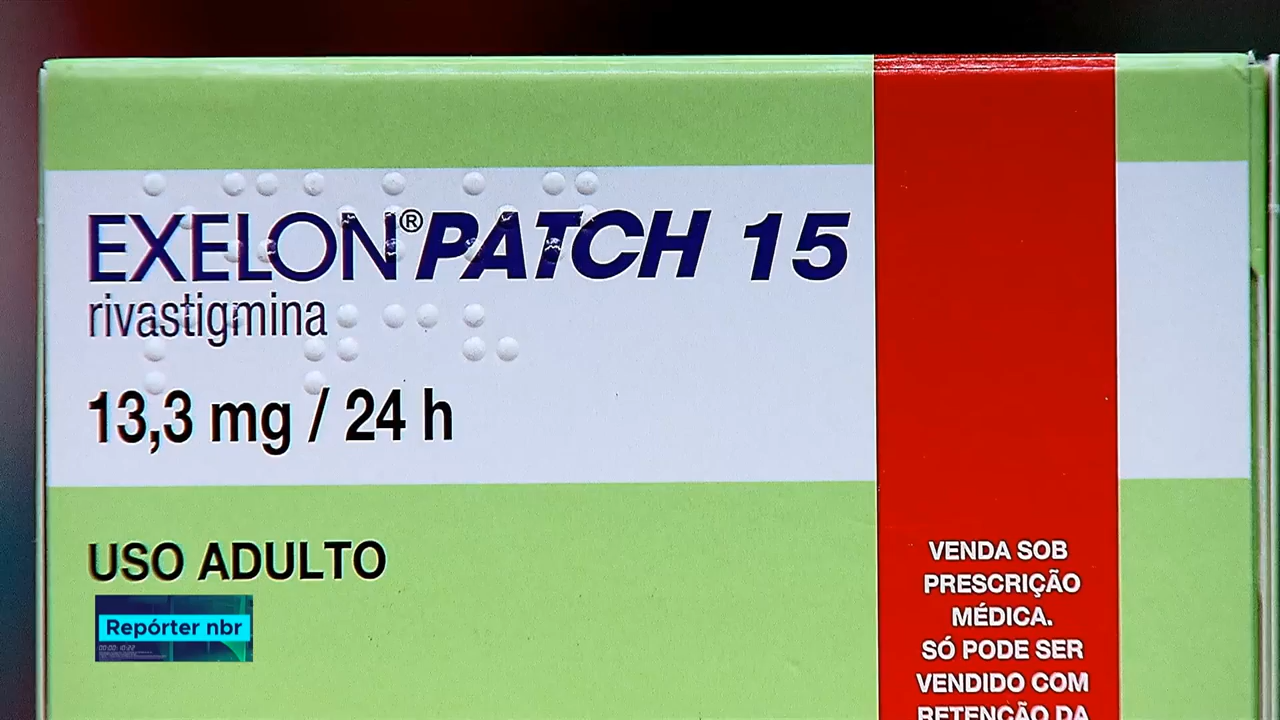 EXELON® PATCH 15
rivastigmina
13,3 mg / 24 h
USO ADULTO
Repórter nbr
VENDA SOB
PRESCRIÇÃO
MÉDICA.
SÓ PODE SER
VENDIDO COM
RETENÇÃO DA